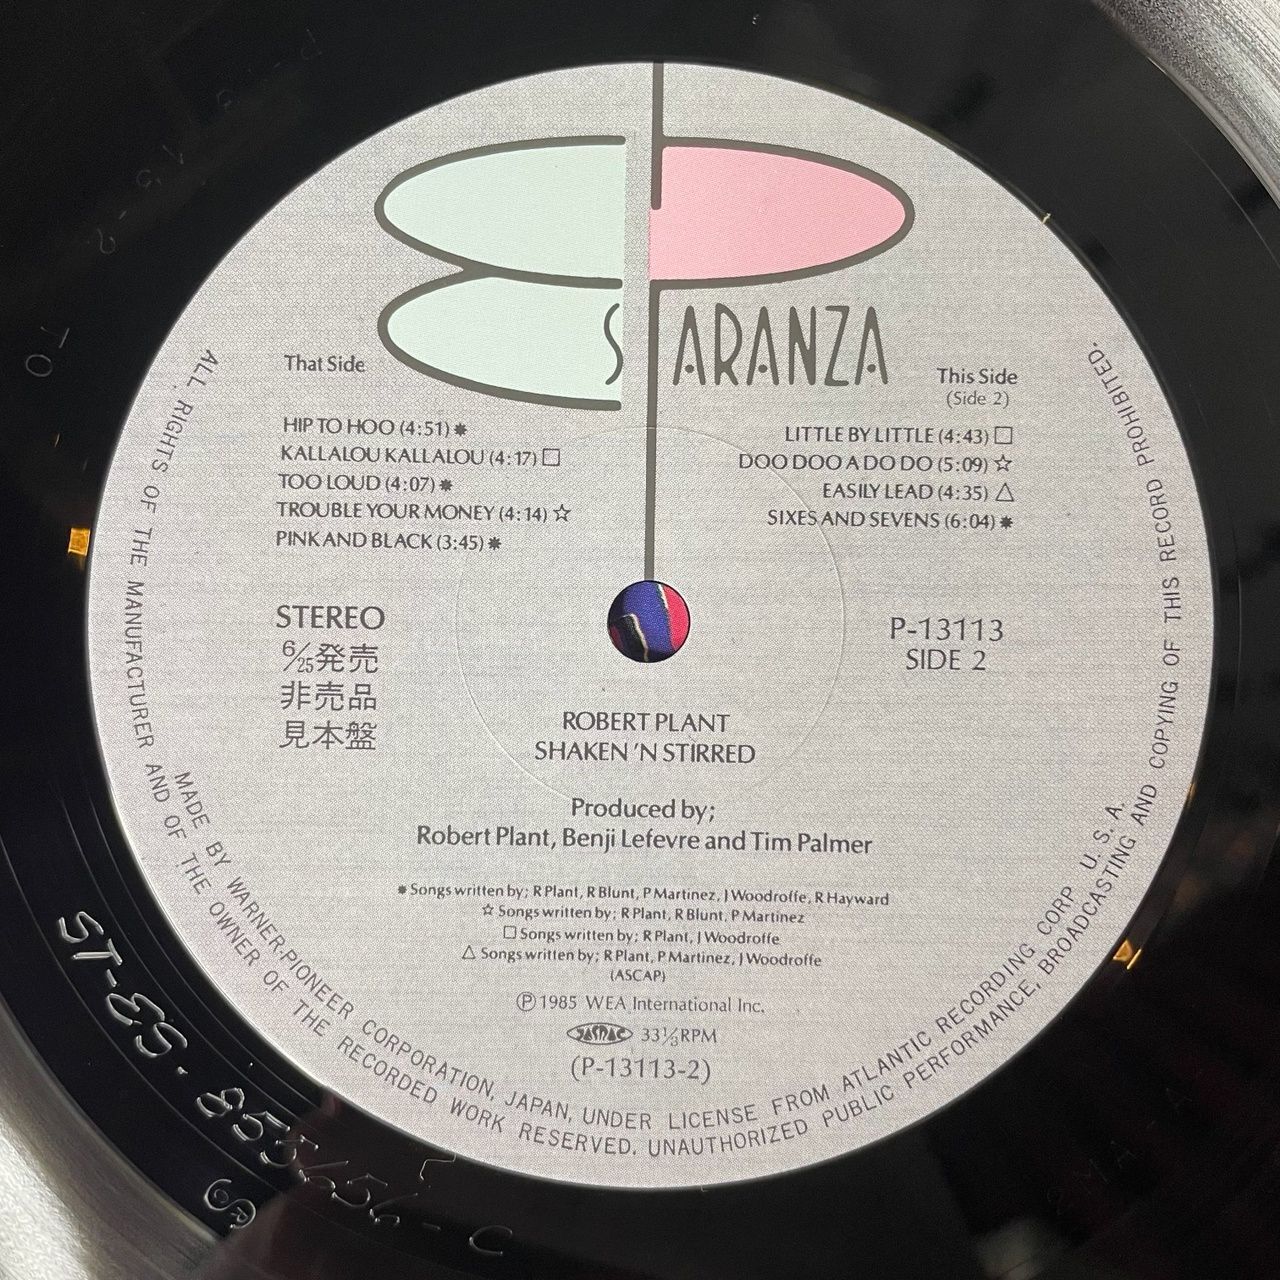 ESPARANZA
That Side
HIP TO HOO (4:51) ✷
KALLALOU KALLALOU (4:17) □
TOO LOUD (4:07) ✷
TROUBLE YOUR MONEY (4:14) ☆
PINK AND BLACK (3:45) ✷
This Side
(Side 2)
LITTLE BY LITTLE (4:43) □
DOO DOO A DO DO (5:09) ☆
EASILY LEAD (4:35) △
SIXES AND SEVENS (6:04) ✷
STEREO
6/25発売
非売品
見本盤
P-13113
SIDE 2
ROBERT PLANT
SHAKEN 'N STIRRED
Produced by;
Robert Plant, Benji Lefevre and Tim Palmer
✷ Songs written by; R Plant, R Blunt, P Martinez, J Woodroffe, R Hayward
☆ Songs written by; R Plant, R Blunt, P Martinez
□ Songs written by; R Plant, J Woodroffe
△ Songs written by; R Plant, P Martinez, J Woodroffe
(ASCAP)
Ⓟ 1985 WEA International Inc.
JASRAC 33⅓ RPM
(P-13113-2)
MADE BY WARNER-PIONEER CORPORATION, JAPAN, UNDER LICENSE FROM ATLANTIC RECORDING CORP. U. S. A.
ALL RIGHTS OF THE MANUFACTURER AND OF THE OWNER OF THE RECORDED WORK RESERVED. UNAUTHORIZED PUBLIC PERFORMANCE, BROADCASTING AND COPYING OF THIS RECORD PROHIBITED.
ST-ES-855656-C
TO